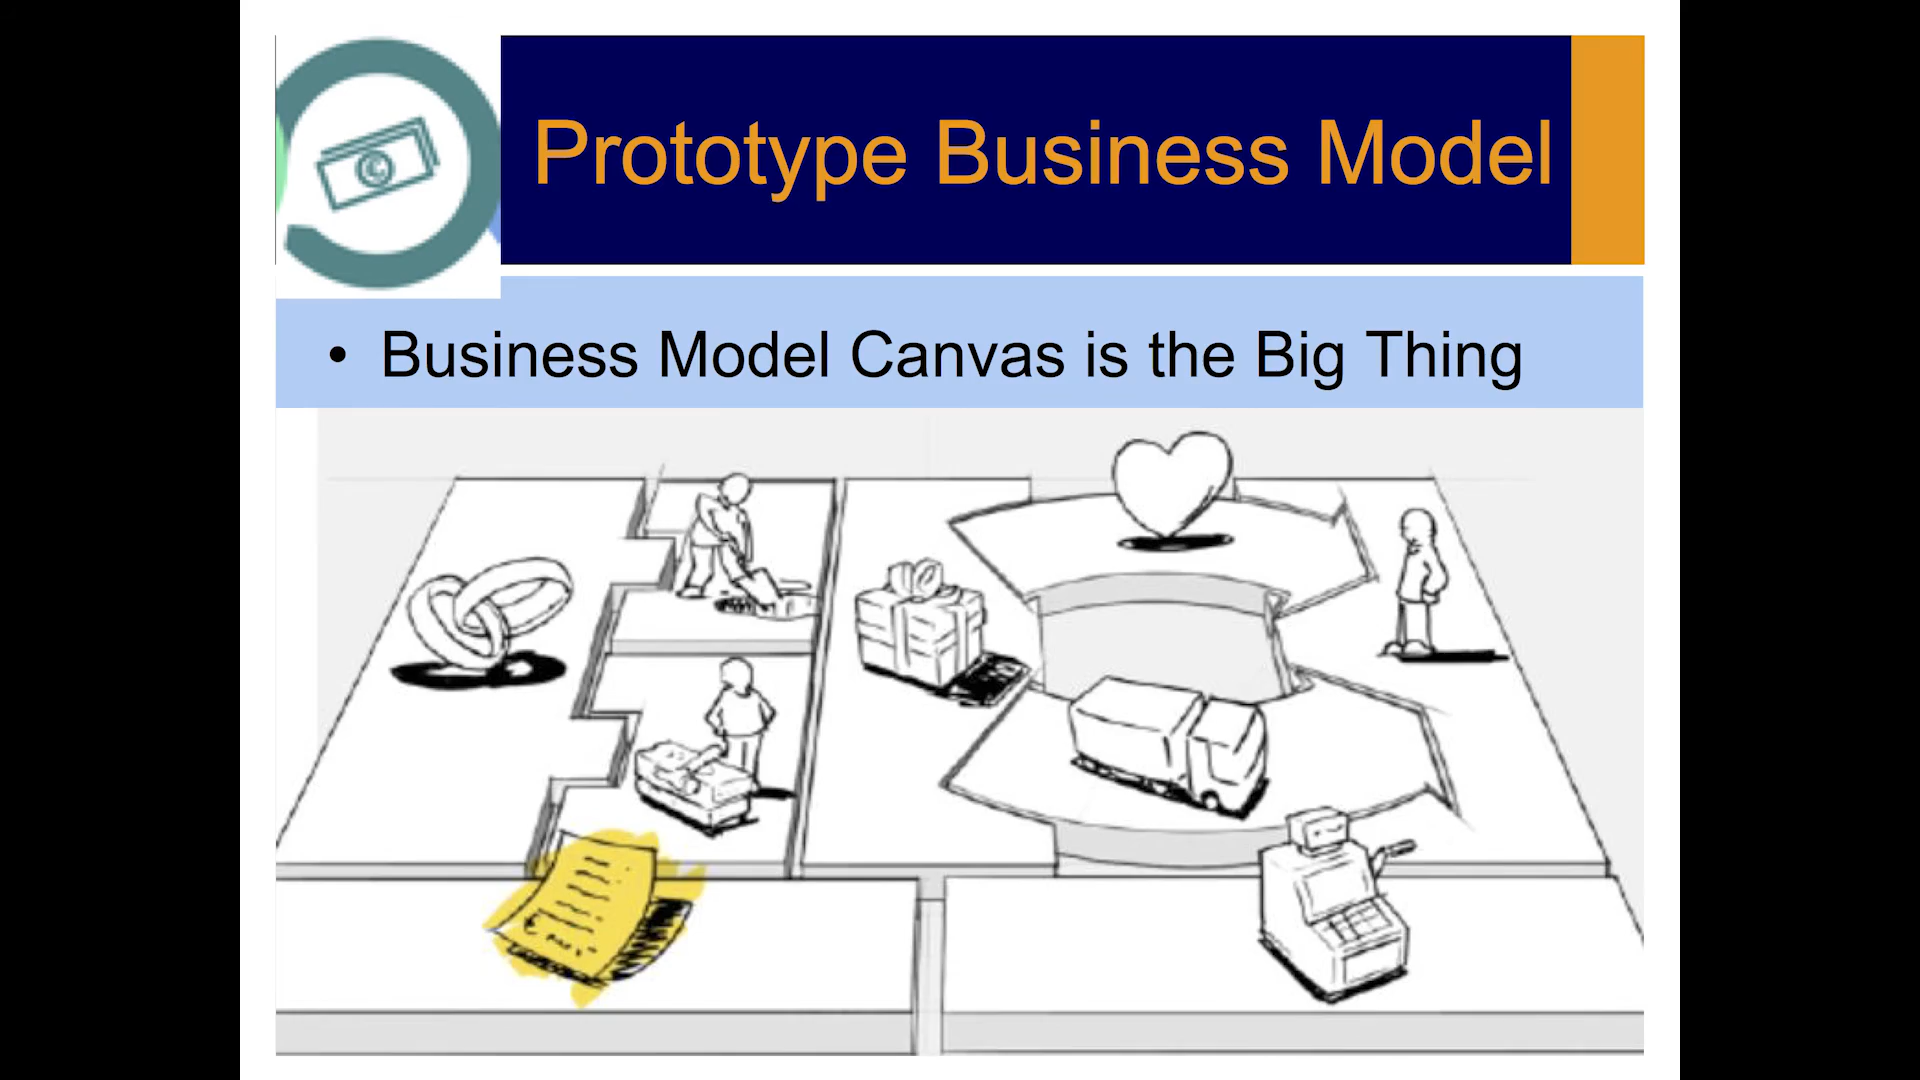 Prototype Business Model
• Business Model Canvas is the Big Thing